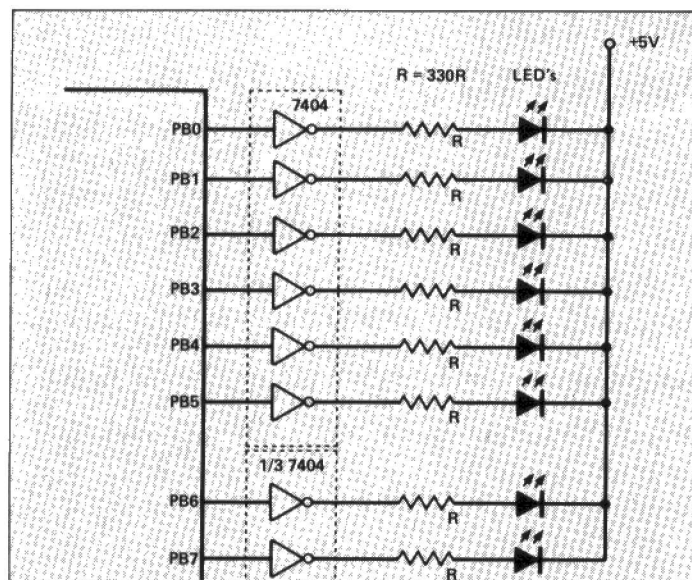 +5V
R = 330R LED's
7404
PB0
R
PB1
R
PB2
R
PB3
R
PB4
R
PB5
R
1/3 7404
PB6
R
PB7
R